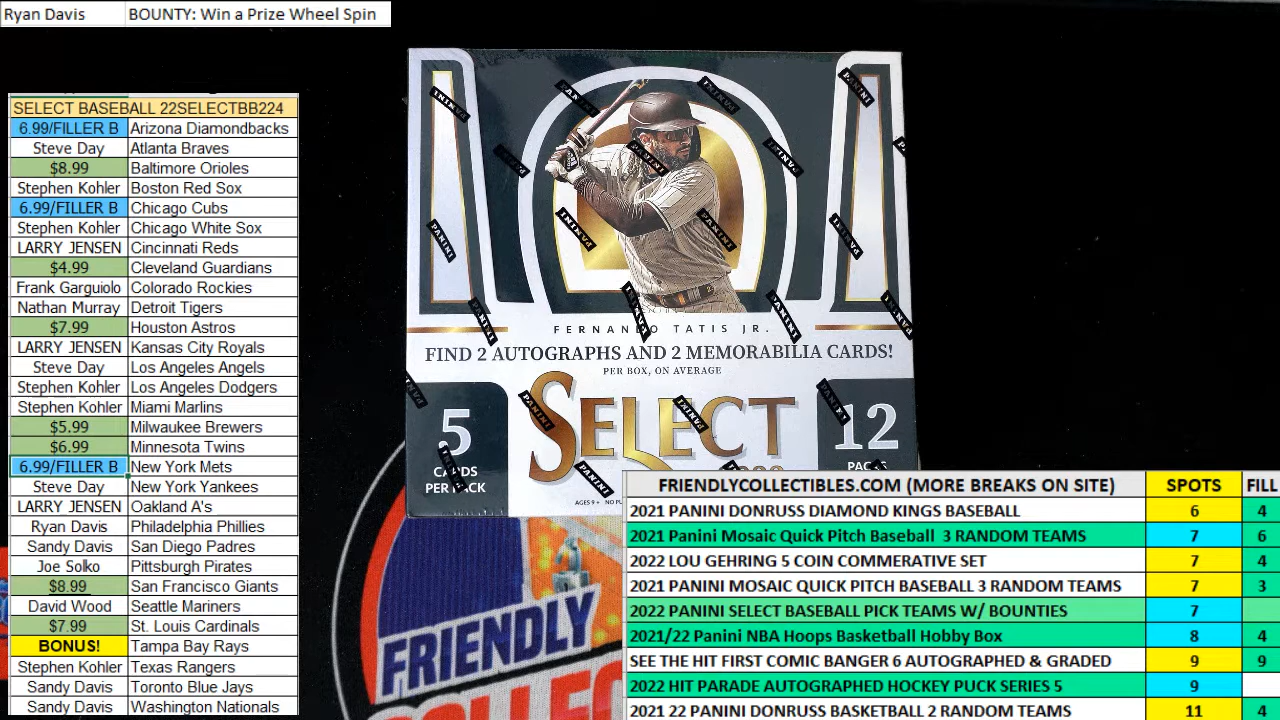 Ryan Davis BOUNTY: Win a Prize Wheel Spin
SELECT BASEBALL 22SELECTBB224
6.99/FILLER B Arizona Diamondbacks
Steve Day Atlanta Braves
$8.99 Baltimore Orioles
Stephen Kohler Boston Red Sox
6.99/FILLER B Chicago Cubs
Stephen Kohler Chicago White Sox
LARRY JENSEN Cincinnati Reds
$4.99 Cleveland Guardians
Frank Garguiolo Colorado Rockies
Nathan Murray Detroit Tigers
$7.99 Houston Astros
LARRY JENSEN Kansas City Royals
Steve Day Los Angeles Angels
Stephen Kohler Los Angeles Dodgers
Stephen Kohler Miami Marlins
$5.99 Milwaukee Brewers
$6.99 Minnesota Twins
6.99/FILLER B New York Mets
Steve Day New York Yankees
LARRY JENSEN Oakland A's
Ryan Davis Philadelphia Phillies
Sandy Davis San Diego Padres
Joe Solko Pittsburgh Pirates
$8.99 San Francisco Giants
David Wood Seattle Mariners
$7.99 St. Louis Cardinals
BONUS! Tampa Bay Rays
Stephen Kohler Texas Rangers
Sandy Davis Toronto Blue Jays
Sandy Davis Washington Nationals
PANINI
FERNANDO TATIS JR.
FIND 2 AUTOGRAPHS AND 2 MEMORABILIA CARDS!
PER BOX, ON AVERAGE
5
CARDS
PER PACK
SELECT
12
PACKS
AGES 9+
FRIENDLY
FRIENDLYCOLLECTIBLES.COM (MORE BREAKS ON SITE) SPOTS FILL
2021 PANINI DONRUSS DIAMOND KINGS BASEBALL 6 4
2021 Panini Mosaic Quick Pitch Baseball 3 RANDOM TEAMS 7 6
2022 LOU GEHRING 5 COIN COMMERATIVE SET 7 4
2021 PANINI MOSAIC QUICK PITCH BASEBALL 3 RANDOM TEAMS 7 3
2022 PANINI SELECT BASEBALL PICK TEAMS W/ BOUNTIES 7
2021/22 Panini NBA Hoops Basketball Hobby Box 8 4
SEE THE HIT FIRST COMIC BANGER 6 AUTOGRAPHED & GRADED 9 9
2022 HIT PARADE AUTOGRAPHED HOCKEY PUCK SERIES 5 9
2021 22 PANINI DONRUSS BASKETBALL 2 RANDOM TEAMS 11 4